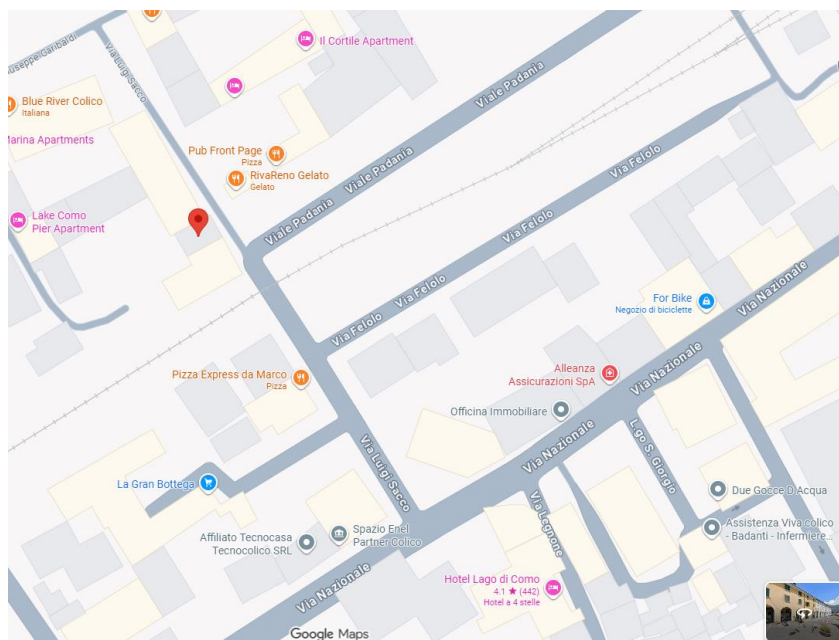 Giuseppe Garibaldi
Via Luigi Sacco
Il Cortile Apartment
Viale Padania
Blue River Colico
Italiana
Marina Apartments
Pub Front Page
Pizza
RivaReno Gelato
Gelato
Viale Padania
Via Felolo
Lake Como
Pier Apartment
Viale Padania
Via Felolo
Via Felolo
Via Felolo
For Bike
Negozio di biciclette
Via Nazionale
Pizza Express da Marco
Pizza
Alleanza
Assicurazioni SpA
Via Nazionale
Officina Immobiliare
Via Nazionale
L.go S. Giorgio
Via Luigi Sacco
La Gran Bottega
Due Gocce D'Acqua
Via Legnone
Spazio Enel
Partner Colico
Affiliato Tecnocasa
Tecnocolico SRL
Assistenza Viva colico
- Badanti - Infermiere...
Via Nazionale
Hotel Lago di Como
4.1 ★ (442)
Hotel a 4 stelle
Google Maps